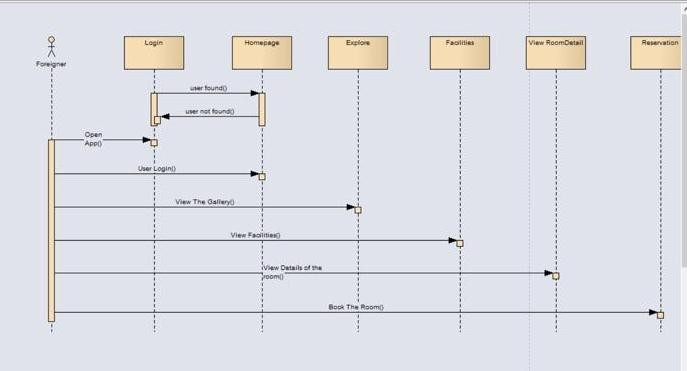 Login
Homepage
Explore
Facilities
View RoomDetail
Reservation
Foreigner
user found()
user not found()
Open
App()
User Login()
View The Gallery()
View Facilities()
View Details of the
room()
Book The Room()